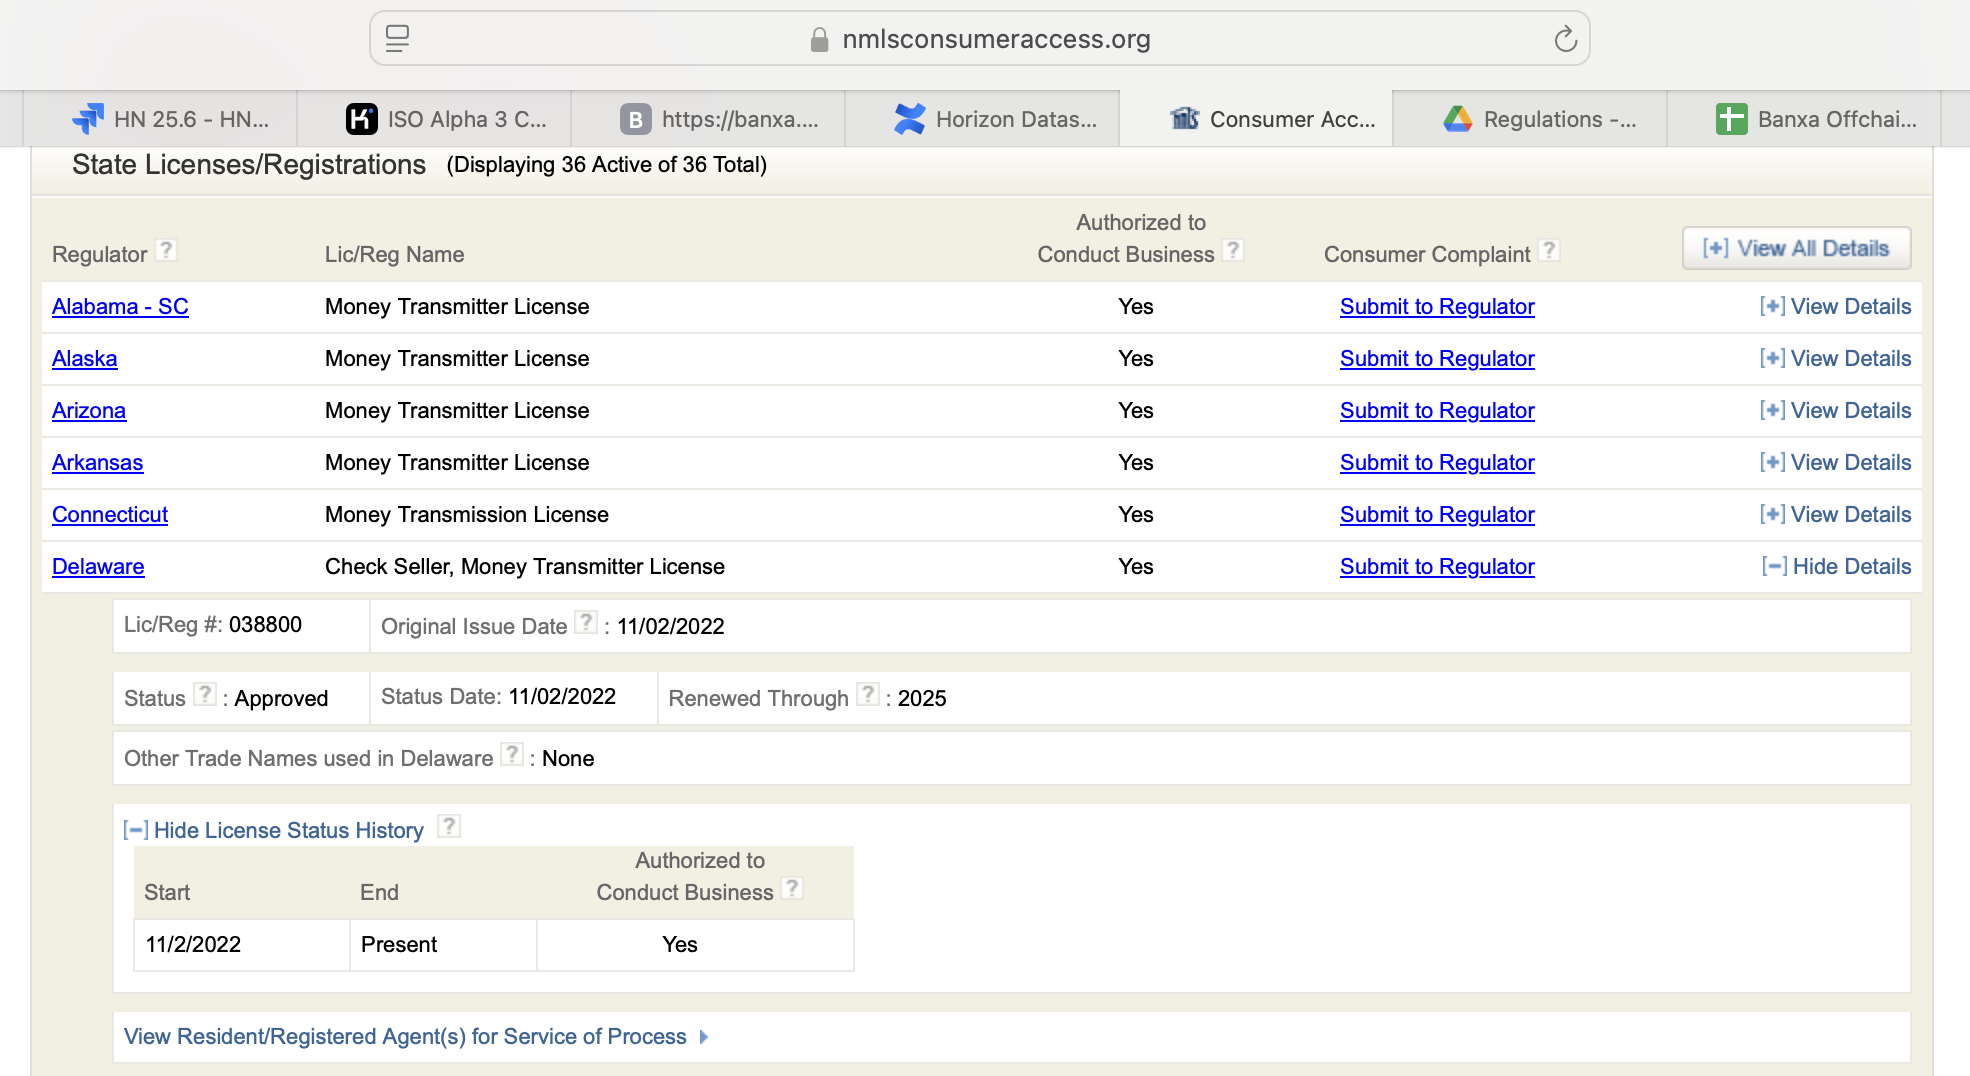 nmlsconsumeraccess.org
HN 25.6 - HN... ISO Alpha 3 C... B https://banxa.... Horizon Datas... Consumer Acc... Regulations -... Banxa Offchai...
State Licenses/Registrations (Displaying 36 Active of 36 Total)
Regulator ? Lic/Reg Name Authorized to Conduct Business ? Consumer Complaint ? [+] View All Details
Alabama - SC Money Transmitter License Yes Submit to Regulator [+] View Details
Alaska Money Transmitter License Yes Submit to Regulator [+] View Details
Arizona Money Transmitter License Yes Submit to Regulator [+] View Details
Arkansas Money Transmitter License Yes Submit to Regulator [+] View Details
Connecticut Money Transmission License Yes Submit to Regulator [+] View Details
Delaware Check Seller, Money Transmitter License Yes Submit to Regulator [−] Hide Details
Lic/Reg #: 038800 Original Issue Date ? : 11/02/2022
Status ? : Approved Status Date: 11/02/2022 Renewed Through ? : 2025
Other Trade Names used in Delaware ? : None
[−] Hide License Status History ?
Start End Authorized to Conduct Business ?
11/2/2022 Present Yes
View Resident/Registered Agent(s) for Service of Process